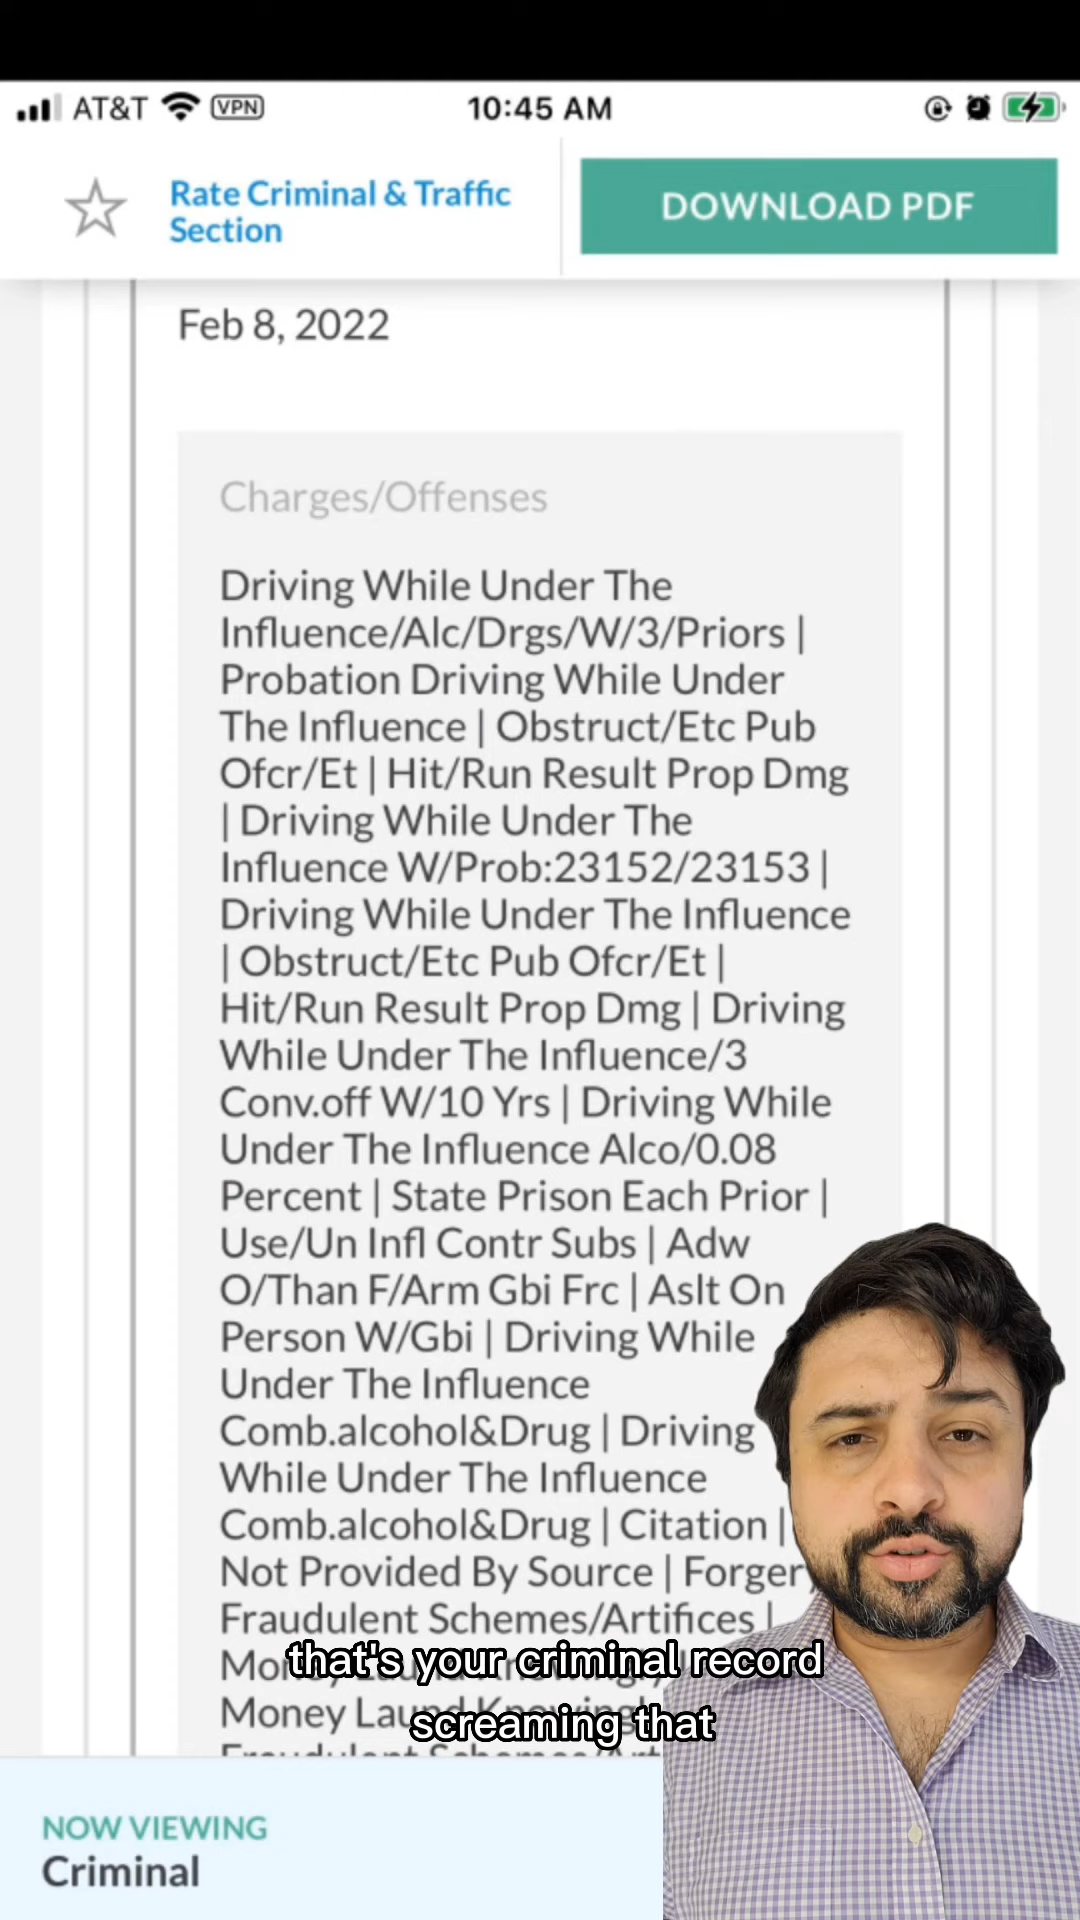 AT&T VPN 10:45 AM
Rate Criminal & Traffic
Section
DOWNLOAD PDF
Feb 8, 2022
Charges/Offenses
Driving While Under The
Influence/Alc/Drgs/W/3/Priors |
Probation Driving While Under
The Influence | Obstruct/Etc Pub
Ofcr/Et | Hit/Run Result Prop Dmg
| Driving While Under The
Influence W/Prob:23152/23153 |
Driving While Under The Influence
| Obstruct/Etc Pub Ofcr/Et |
Hit/Run Result Prop Dmg | Driving
While Under The Influence/3
Conv.off W/10 Yrs | Driving While
Under The Influence Alco/0.08
Percent | State Prison Each Prior |
Use/Un Infl Contr Subs | Adw
O/Than F/Arm Gbi Frc | Aslt On
Person W/Gbi | Driving While
Under The Influence
Comb.alcohol&Drug | Driving
While Under The Influence
Comb.alcohol&Drug | Citation |
Not Provided By Source | Forgery
Fraudulent Schemes/Artifices |
that's your criminal record
Money
screaming that
NOW VIEWING
Criminal